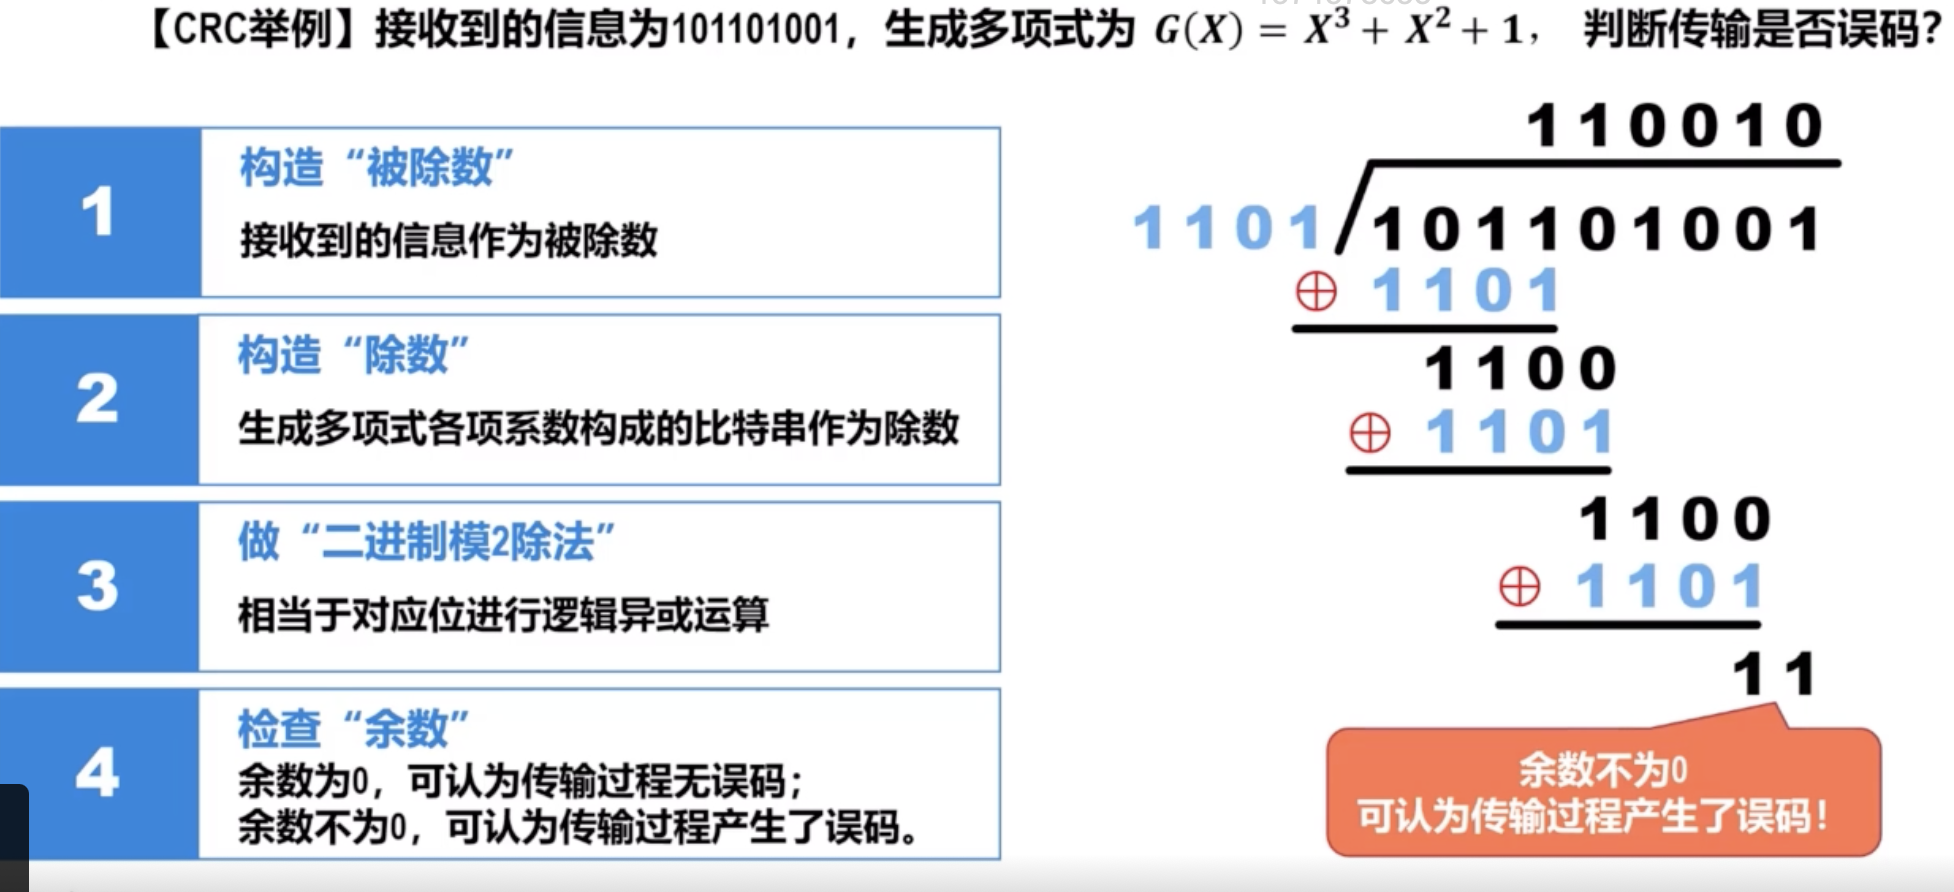 【CRC举例】接收到的信息为101101001，生成多项式为 G(X) = X³ + X² + 1， 判断传输是否误码？
1
构造“被除数”
接收到的信息作为被除数
2
构造“除数”
生成多项式各项系数构成的比特串作为除数
3
做“二进制模2除法”
相当于对应位进行逻辑异或运算
4
检查“余数”
余数为0，可认为传输过程无误码；
余数不为0，可认为传输过程产生了误码。
110010
1101/101101001
⊕ 1101
1100
⊕ 1101
1100
⊕ 1101
11
余数不为0
可认为传输过程产生了误码！